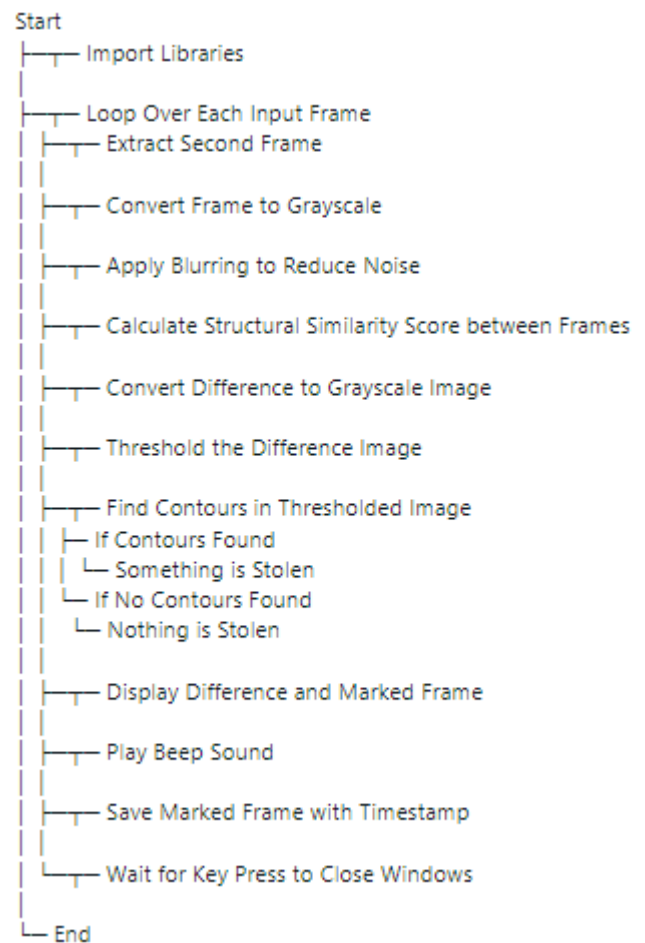 Start
Import Libraries
Loop Over Each Input Frame
Extract Second Frame
Convert Frame to Grayscale
Apply Blurring to Reduce Noise
Calculate Structural Similarity Score between Frames
Convert Difference to Grayscale Image
Threshold the Difference Image
Find Contours in Thresholded Image
If Contours Found
Something is Stolen
If No Contours Found
Nothing is Stolen
Display Difference and Marked Frame
Play Beep Sound
Save Marked Frame with Timestamp
Wait for Key Press to Close Windows
End